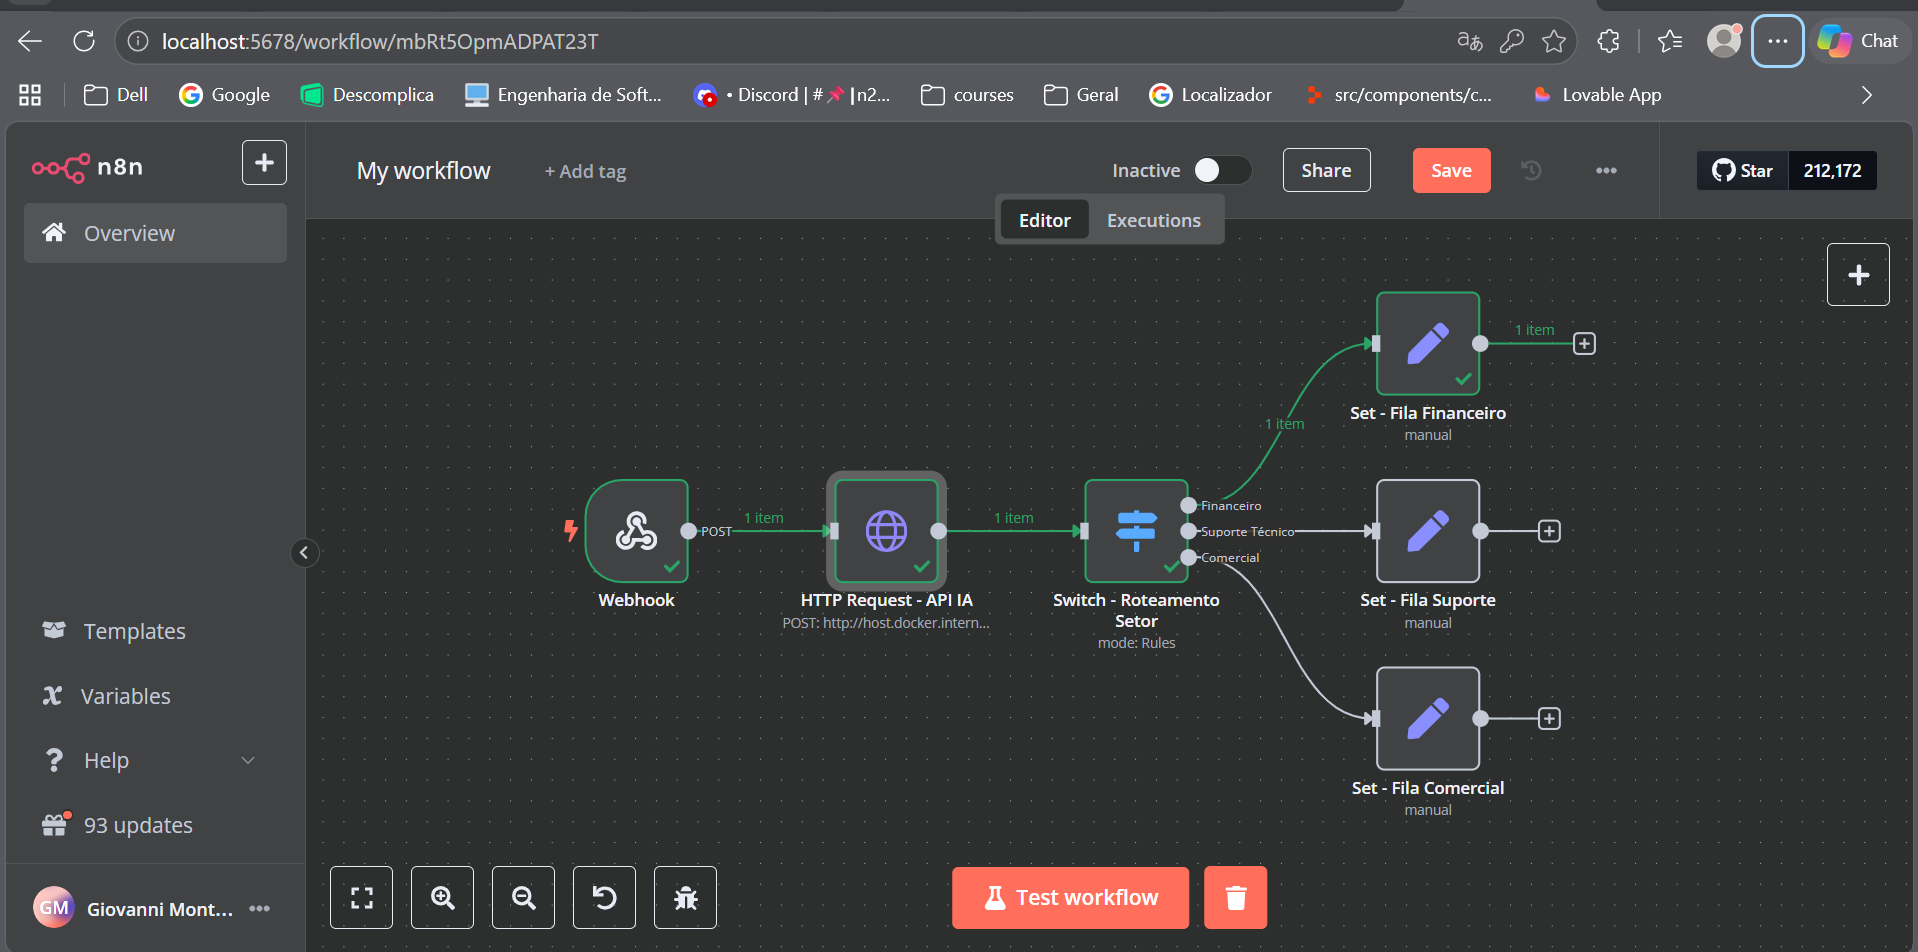 localhost:5678/workflow/mbRt5OpmADPAT23T
Chat
Dell
Google
Descomplica
Engenharia de Soft...
• Discord | #📌 |n2...
courses
Geral
Localizador
src/components/c...
Lovable App
n8n
My workflow
+ Add tag
Inactive
Share
Save
Star
212,172
Overview
Editor
Executions
1 item
Set - Fila Financeiro
manual
1 item
POST
1 item
1 item
Financeiro
Suporte Técnico
Comercial
Webhook
HTTP Request - API IA
POST: http://host.docker.intern...
Switch - Roteamento
Setor
mode: Rules
Set - Fila Suporte
manual
Set - Fila Comercial
manual
Templates
Variables
Help
93 updates
GM
Giovanni Mont...
Test workflow